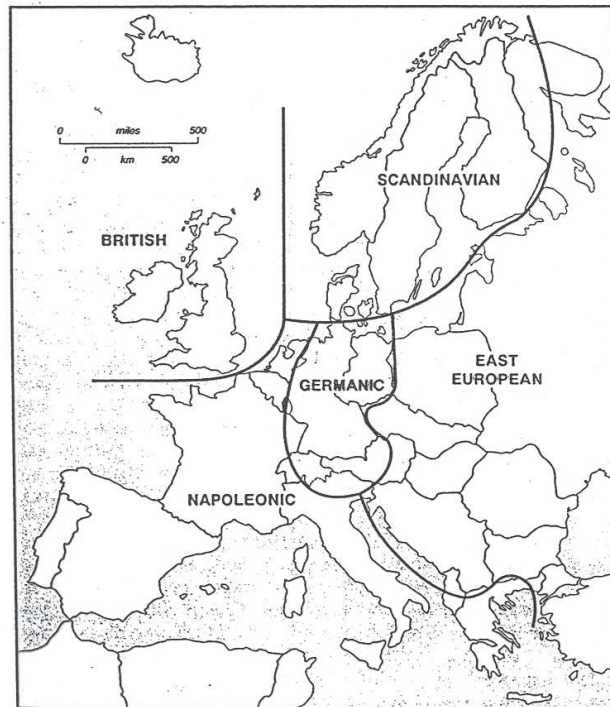 0 miles 500
0 km 500
SCANDINAVIAN
BRITISH
EAST
EUROPEAN
GERMANIC
NAPOLEONIC